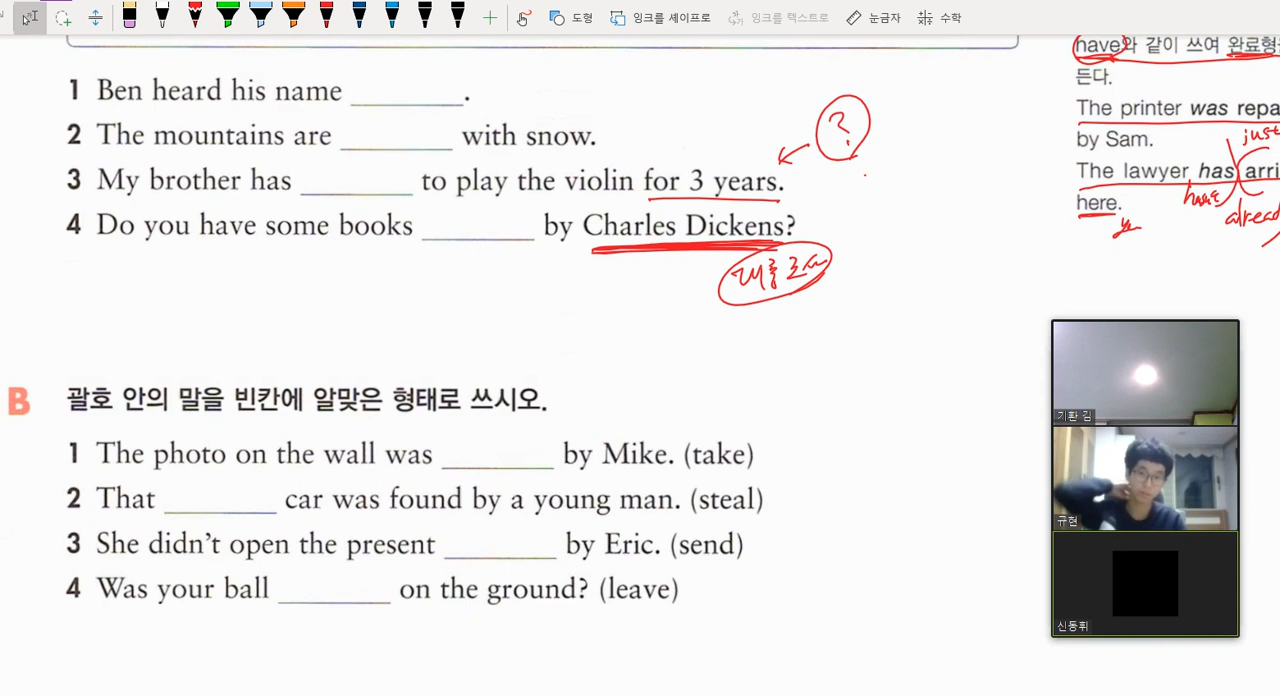 도형
잉크를 셰이프로
잉크를 텍스트로
눈금자
수학
1 Ben heard his name ________.
2 The mountains are ________ with snow.
3 My brother has ________ to play the violin for 3 years.
4 Do you have some books ________ by Charles Dickens?
?
have와 같이 쓰여 완료형
든다.
The printer was repa
by Sam.
just
The lawyer has arri
here.
have
B 괄호 안의 말을 빈칸에 알맞은 형태로 쓰시오.
1 The photo on the wall was ________ by Mike. (take)
2 That ________ car was found by a young man. (steal)
3 She didn't open the present ________ by Eric. (send)
4 Was your ball ________ on the ground? (leave)
기환 김
규현
신동휘